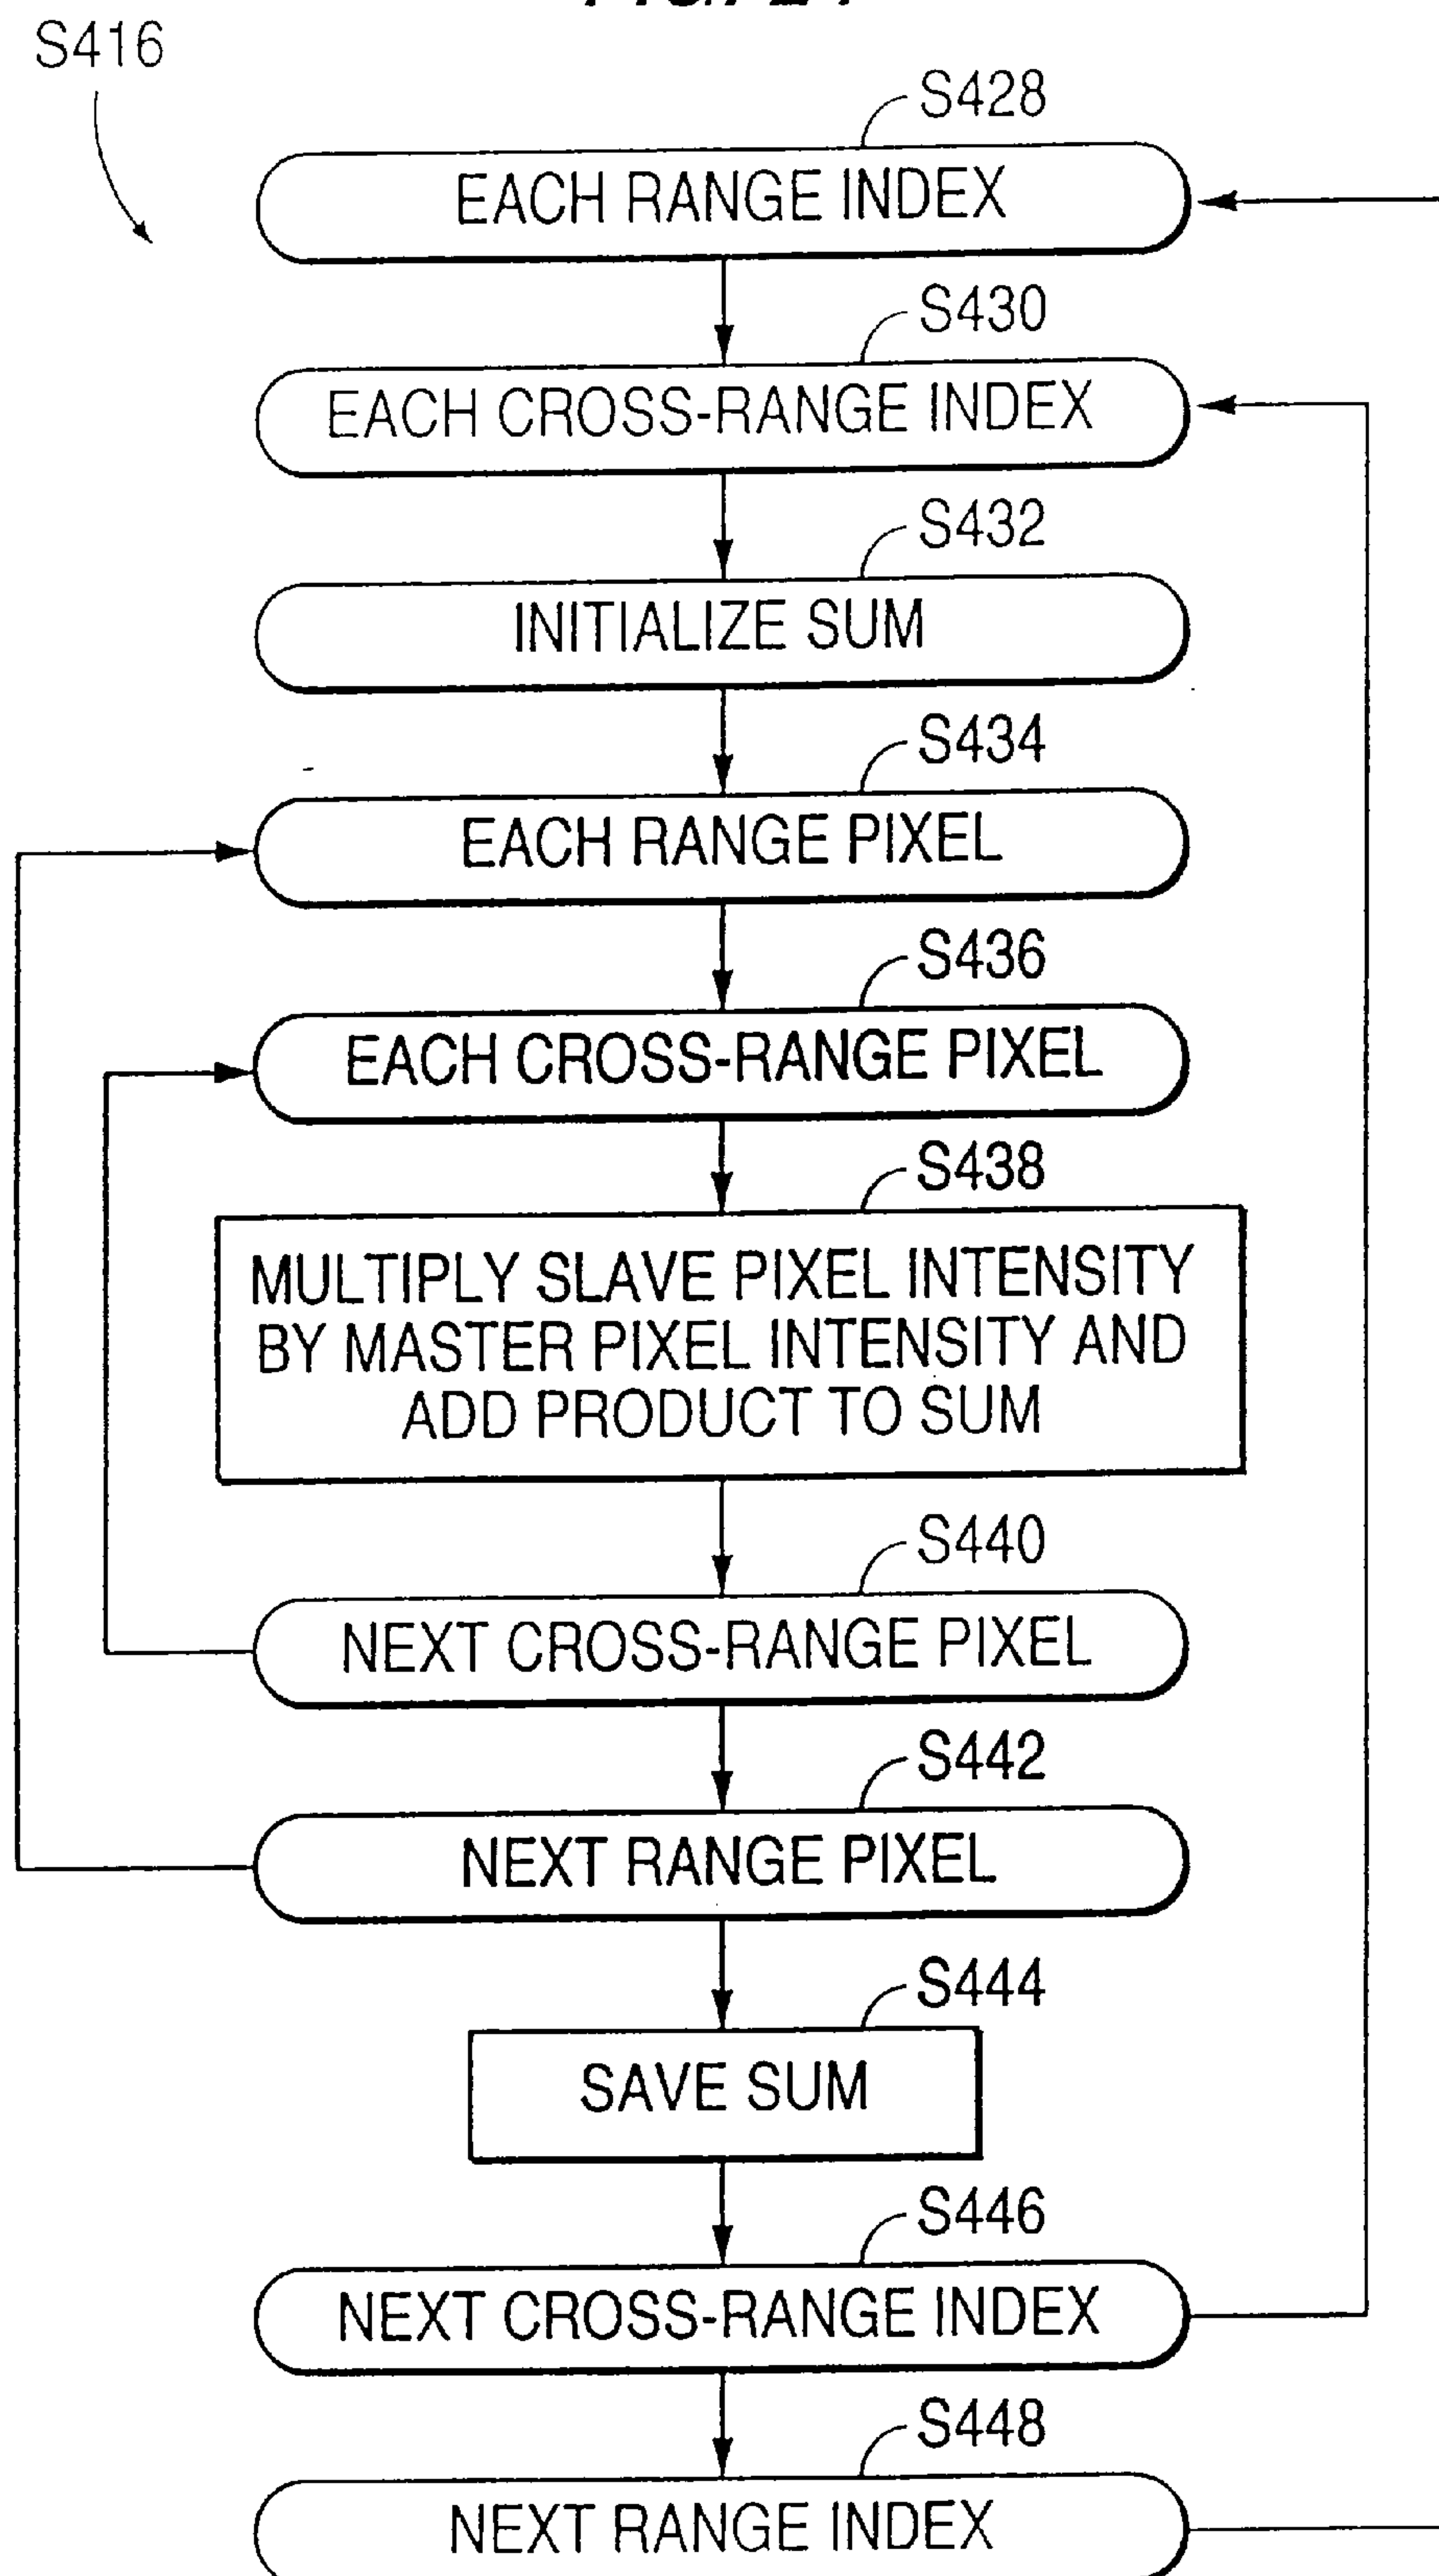 S416
S428
EACH RANGE INDEX
S430
EACH CROSS-RANGE INDEX
S432
INITIALIZE SUM
S434
EACH RANGE PIXEL
S436
EACH CROSS-RANGE PIXEL
S438
MULTIPLY SLAVE PIXEL INTENSITY
BY MASTER PIXEL INTENSITY AND
ADD PRODUCT TO SUM
S440
NEXT CROSS-RANGE PIXEL
S442
NEXT RANGE PIXEL
S444
SAVE SUM
S446
NEXT CROSS-RANGE INDEX
S448
NEXT RANGE INDEX